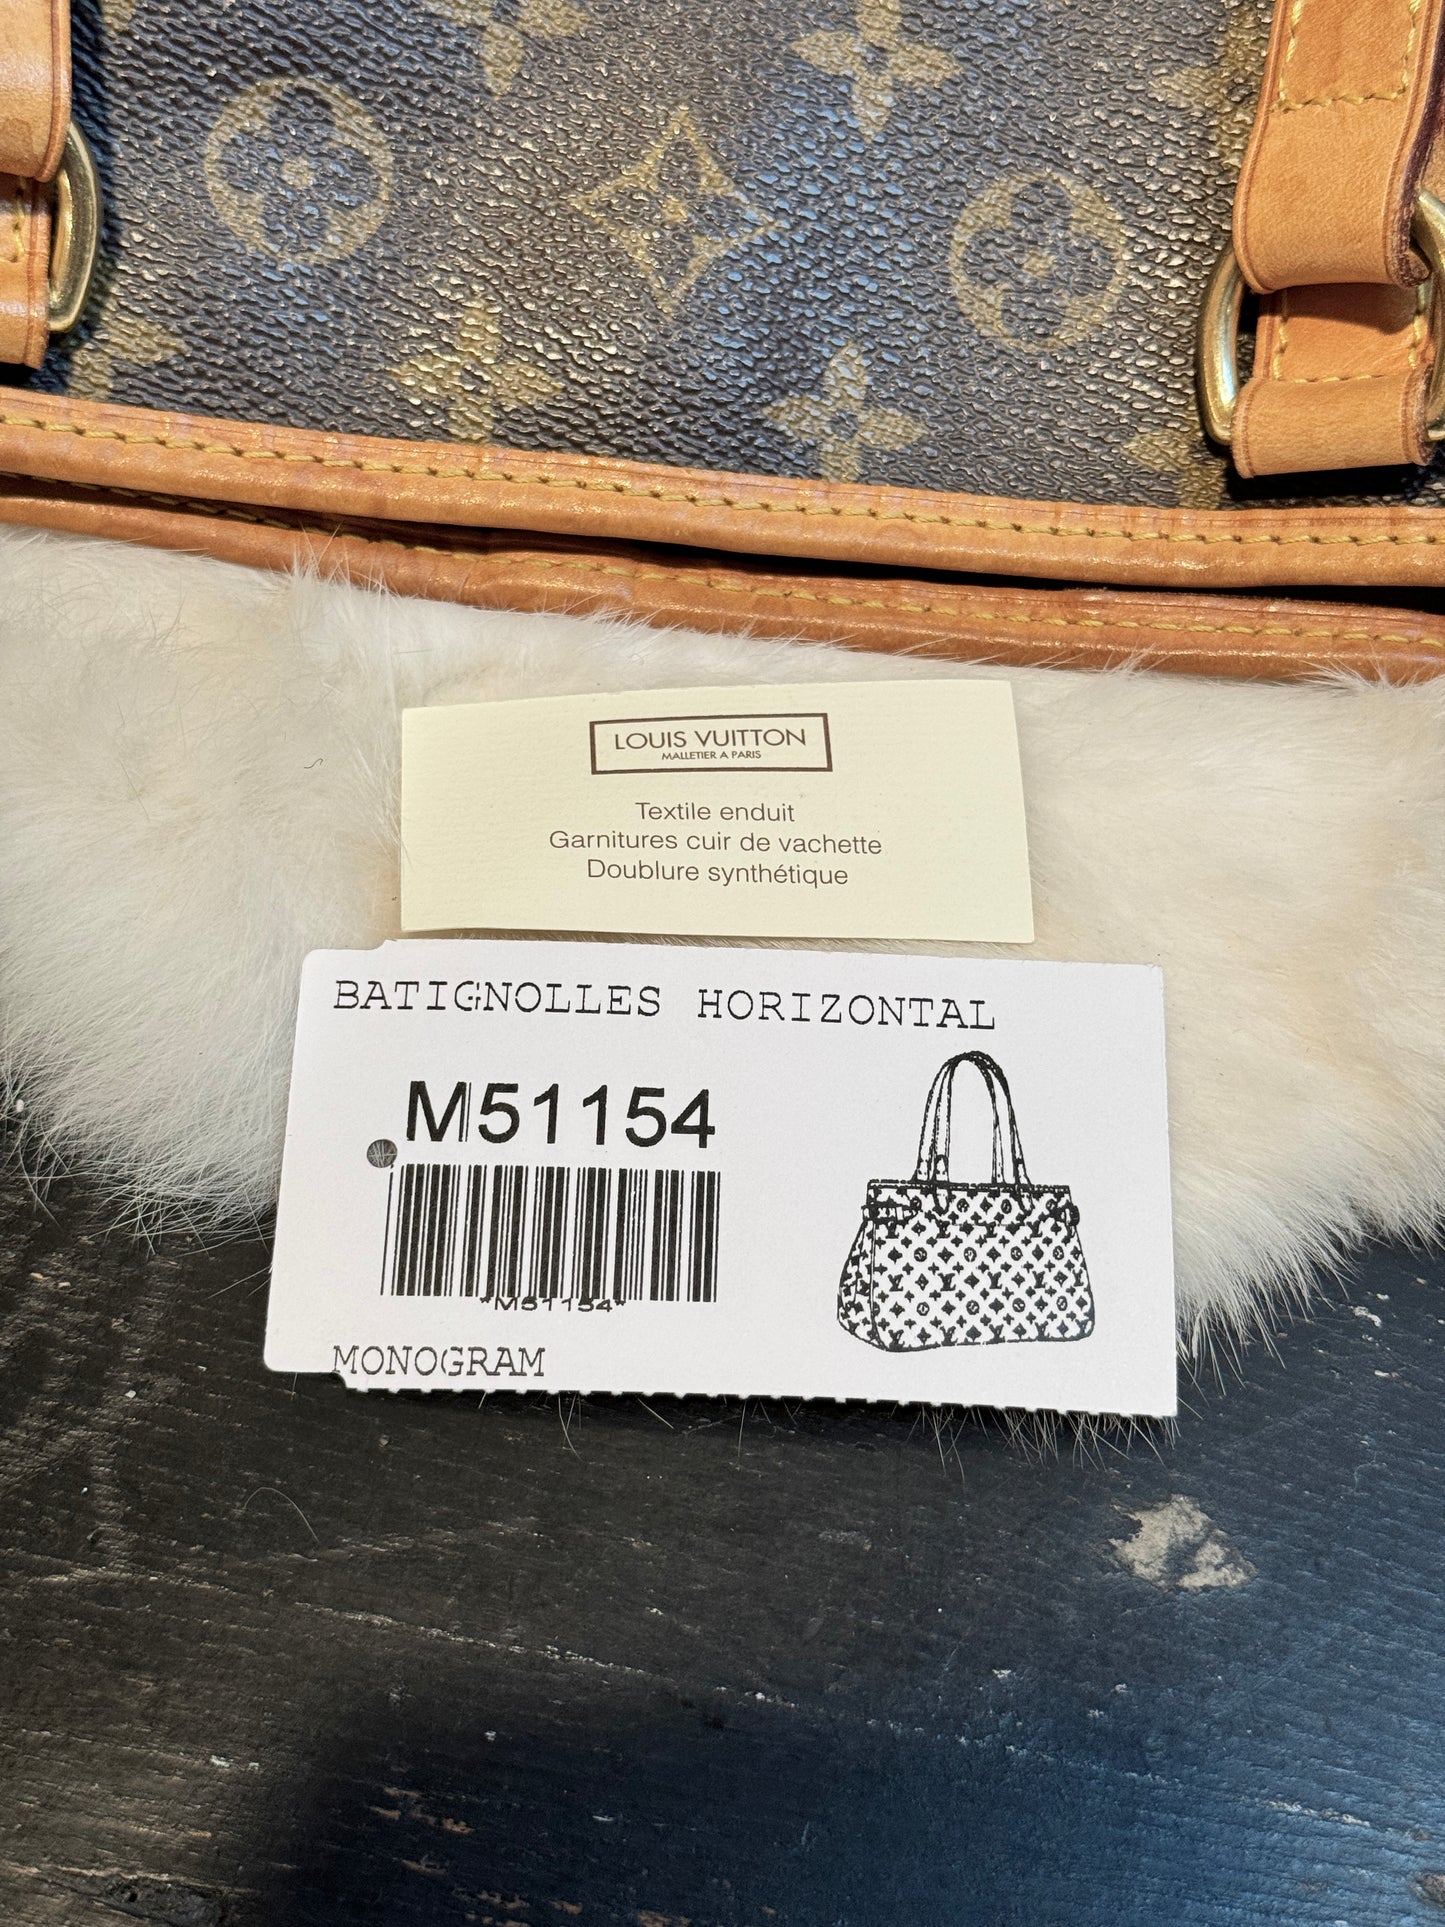 LOUIS VUITTON
MALLETIER A PARIS
Textile enduit
Garnitures cuir de vachette
Doublure synthétique
BATIGNOLLES HORIZONTAL
M51154
*M51154*
MONOGRAM